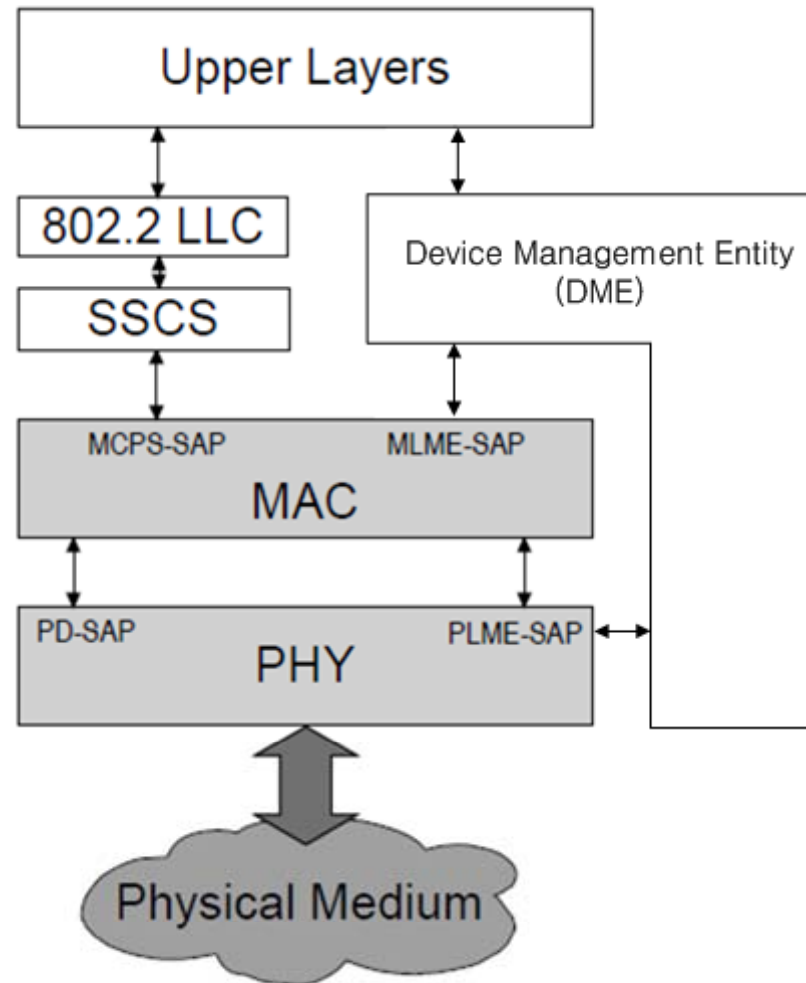 Upper Layers
802.2 LLC
SSCS
Device Management Entity
(DME)
MCPS-SAP
MLME-SAP
MAC
PD-SAP
PLME-SAP
PHY
Physical Medium